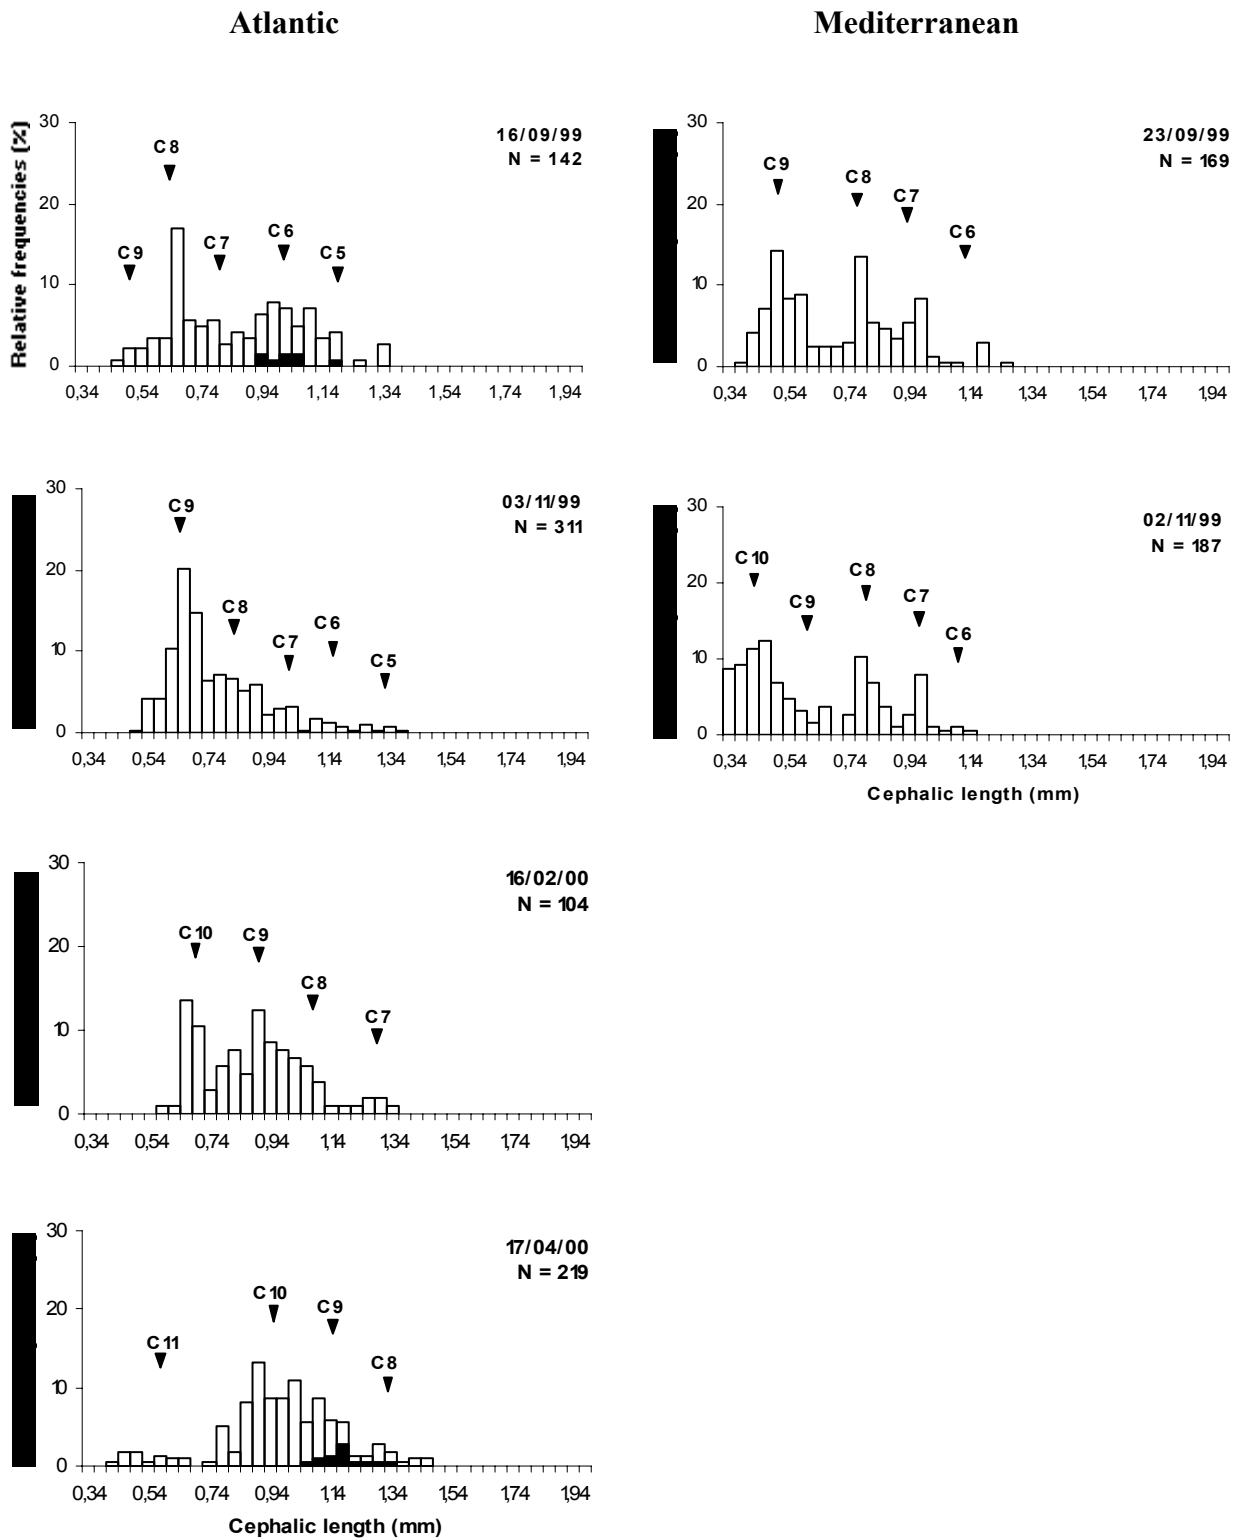 Atlantic
Mediterranean
Relative frequencies (%)
30
20
10
0
16/09/99
N = 142
C9
C8
C7
C6
C5
0,34 0,54 0,74 0,94 1,14 1,34 1,54 1,74 1,94
30
20
10
0
23/09/99
N = 169
C9
C8
C7
C6
0,34 0,54 0,74 0,94 1,14 1,34 1,54 1,74 1,94
30
20
10
0
03/11/99
N = 311
C9
C8
C7
C6
C5
0,34 0,54 0,74 0,94 1,14 1,34 1,54 1,74 1,94
30
20
10
0
02/11/99
N = 187
C10
C9
C8
C7
C6
0,34 0,54 0,74 0,94 1,14 1,34 1,54 1,74 1,94
Cephalic length (mm)
30
20
10
0
16/02/00
N = 104
C10
C9
C8
C7
0,34 0,54 0,74 0,94 1,14 1,34 1,54 1,74 1,94
30
20
10
0
17/04/00
N = 219
C11
C10
C9
C8
0,34 0,54 0,74 0,94 1,14 1,34 1,54 1,74 1,94
Cephalic length (mm)